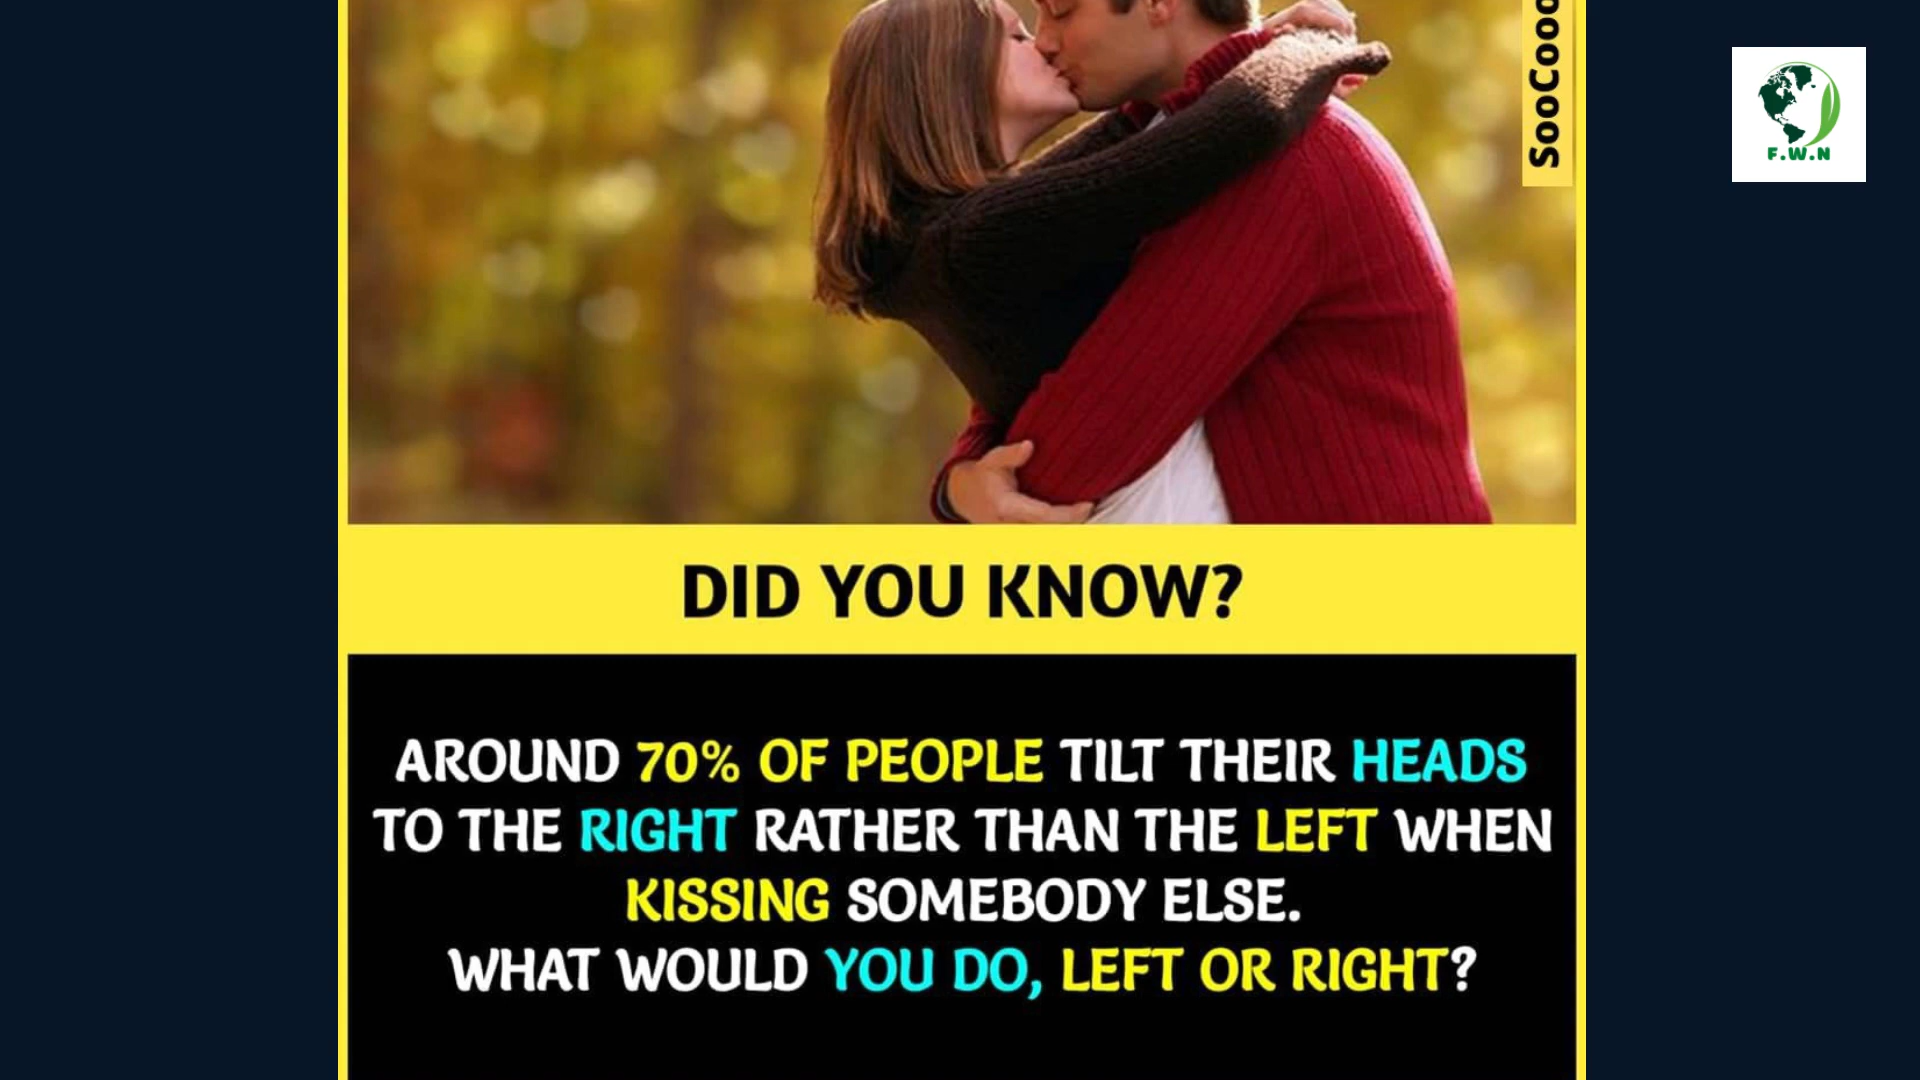 SooCooo
F.W.N
DID YOU KNOW?
AROUND 70% OF PEOPLE TILT THEIR HEADS
TO THE RIGHT RATHER THAN THE LEFT WHEN
KISSING SOMEBODY ELSE.
WHAT WOULD YOU DO, LEFT OR RIGHT?